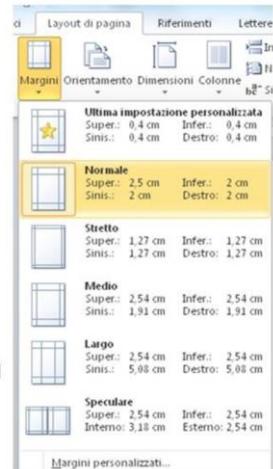 Layout di pagina Riferimenti Lettere
Margini Orientamento Dimensioni Colonne
Ultima impostazione personalizzata
Super.: 0,4 cm Infer.: 0,4 cm
Sinis.: 0,4 cm Destro: 0,4 cm
Normale
Super.: 2,5 cm Infer.: 2 cm
Sinis.: 2 cm Destro: 2 cm
Stretto
Super.: 1,27 cm Infer.: 1,27 cm
Sinis.: 1,27 cm Destro: 1,27 cm
Medio
Super.: 2,54 cm Infer.: 2,54 cm
Sinis.: 1,91 cm Destro: 1,91 cm
Largo
Super.: 2,54 cm Infer.: 2,54 cm
Sinis.: 5,08 cm Destro: 5,08 cm
Speculare
Super.: 2,54 cm Infer.: 2,54 cm
Interno: 3,18 cm Esterno: 2,54 cm
Margini personalizzati...